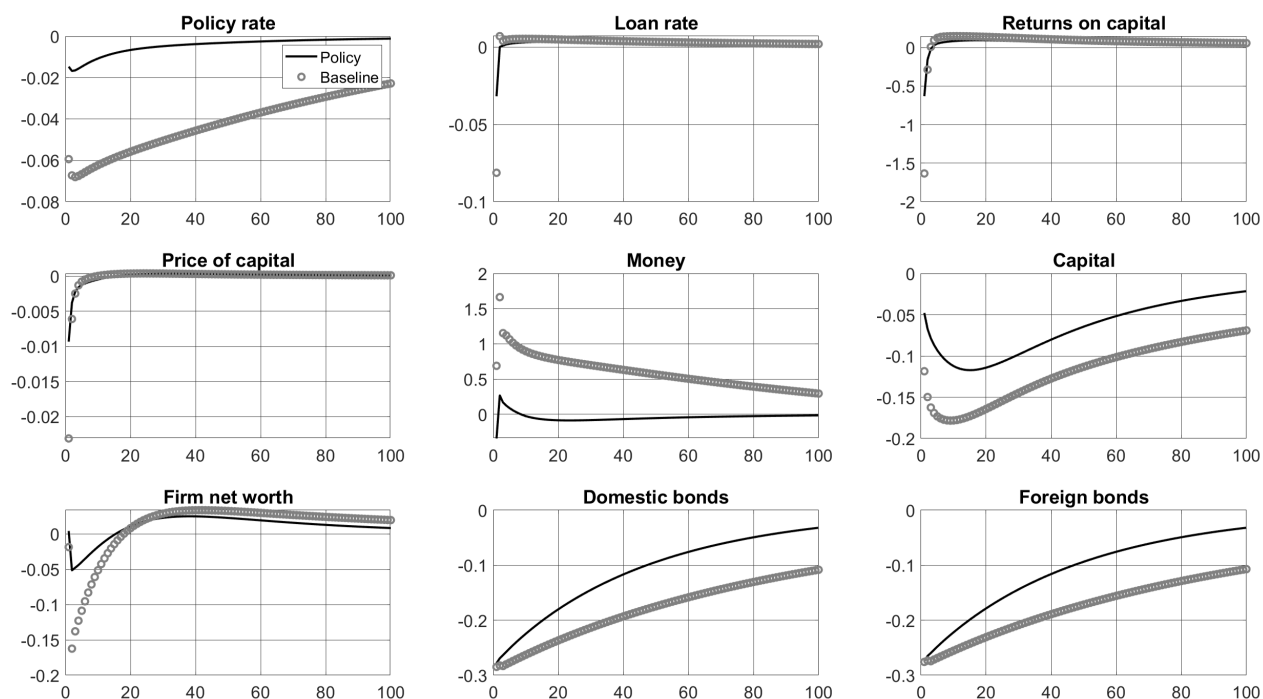 Policy rate
0
-0.02
-0.04
-0.06
-0.08
0 20 40 60 80 100
Policy
Baseline
Loan rate
0
-0.05
-0.1
0 20 40 60 80 100
Returns on capital
0
-0.5
-1
-1.5
-2
0 20 40 60 80 100
Price of capital
0
-0.005
-0.01
-0.015
-0.02
0 20 40 60 80 100
Money
2
1
0.5
0
0 20 40 60 80 100
Capital
0
-0.05
-0.1
-0.15
-0.2
0 20 40 60 80 100
Firm net worth
0
-0.05
-0.1
-0.15
-0.2
0 20 40 60 80 100
Domestic bonds
0
-0.1
-0.2
-0.3
0 20 40 60 80 100
Foreign bonds
0
-0.1
-0.2
-0.3
0 20 40 60 80 100